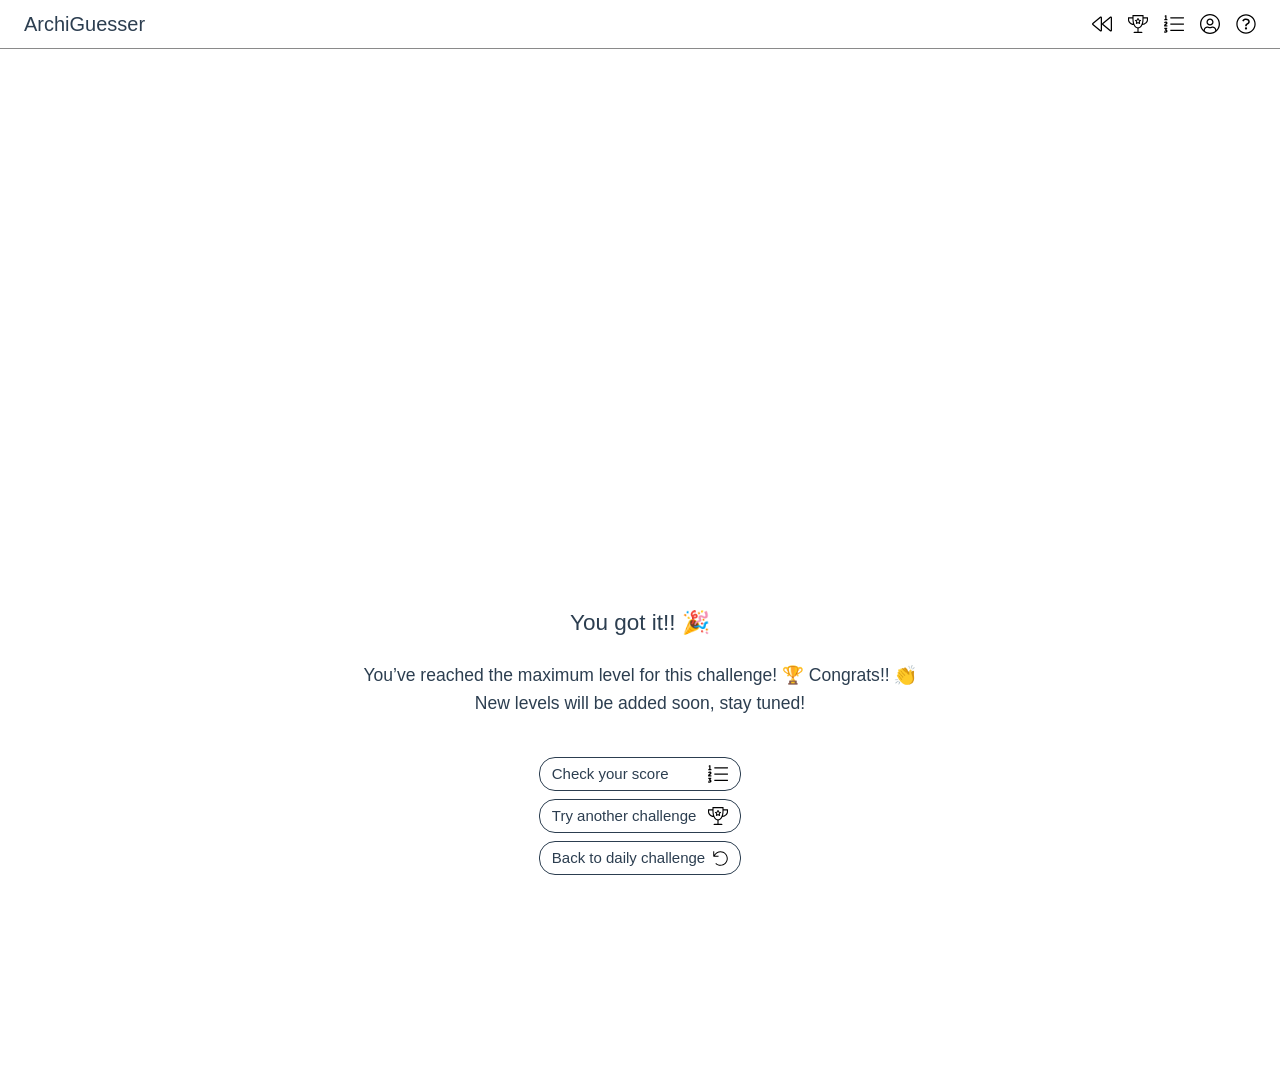 ArchiGuesser
You got it!! 🎉
You’ve reached the maximum level for this challenge! 🏆 Congrats!! 👏
New levels will be added soon, stay tuned!
Check your score
Try another challenge
Back to daily challenge